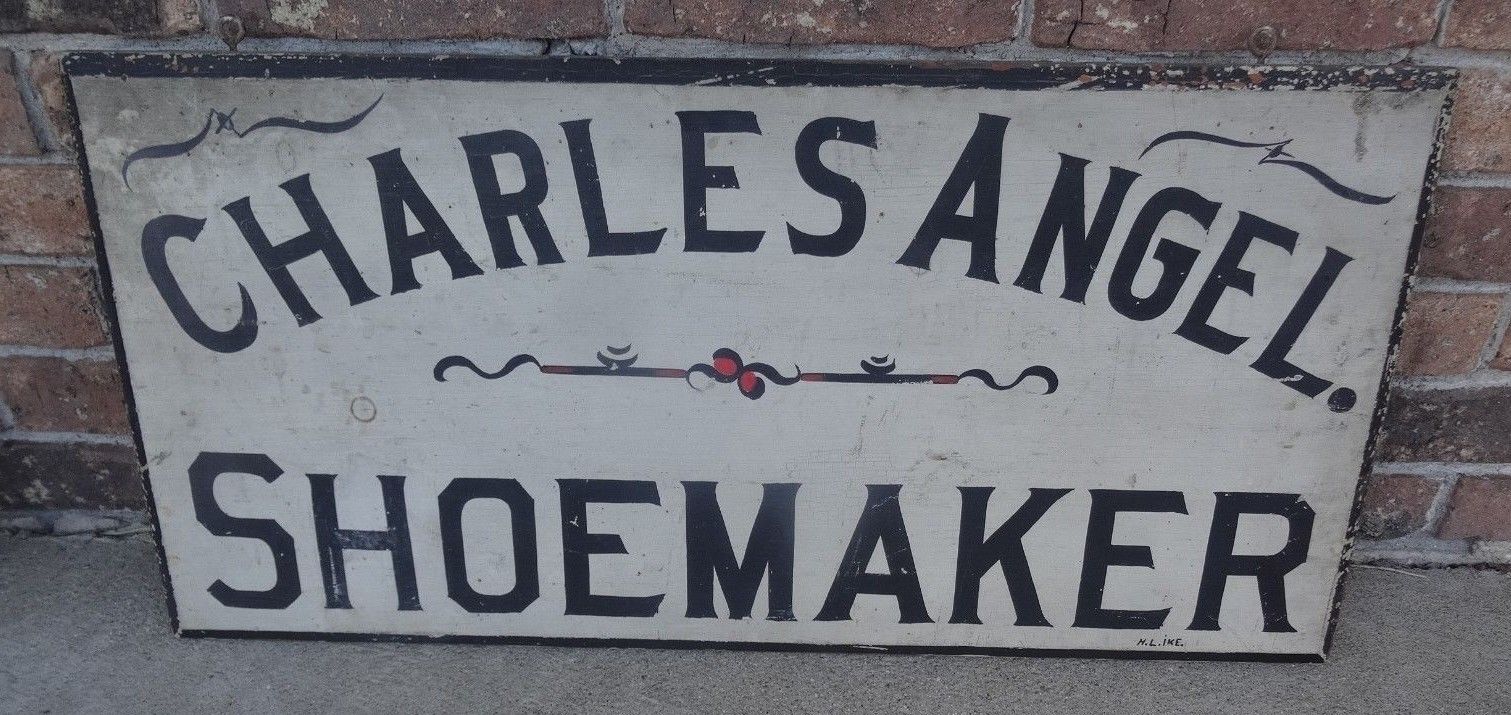 CHARLES ANGEL.
SHOEMAKER
H.L.IKE.